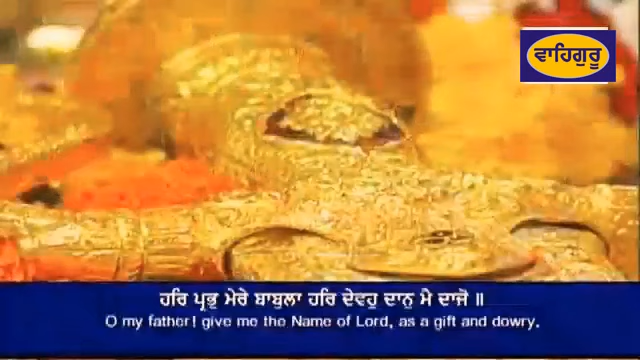 ਵਾਹਿਗੁਰੂ
ਹਰਿ ਪ੍ਰਭੁ ਮੇਰੇ ਬਾਬੁਲਾ ਹਰਿ ਦੇਵਹੁ ਦਾਨੁ ਮੈ ਦਾਜੋ ॥
O my father! give me the Name of Lord, as a gift and dowry.